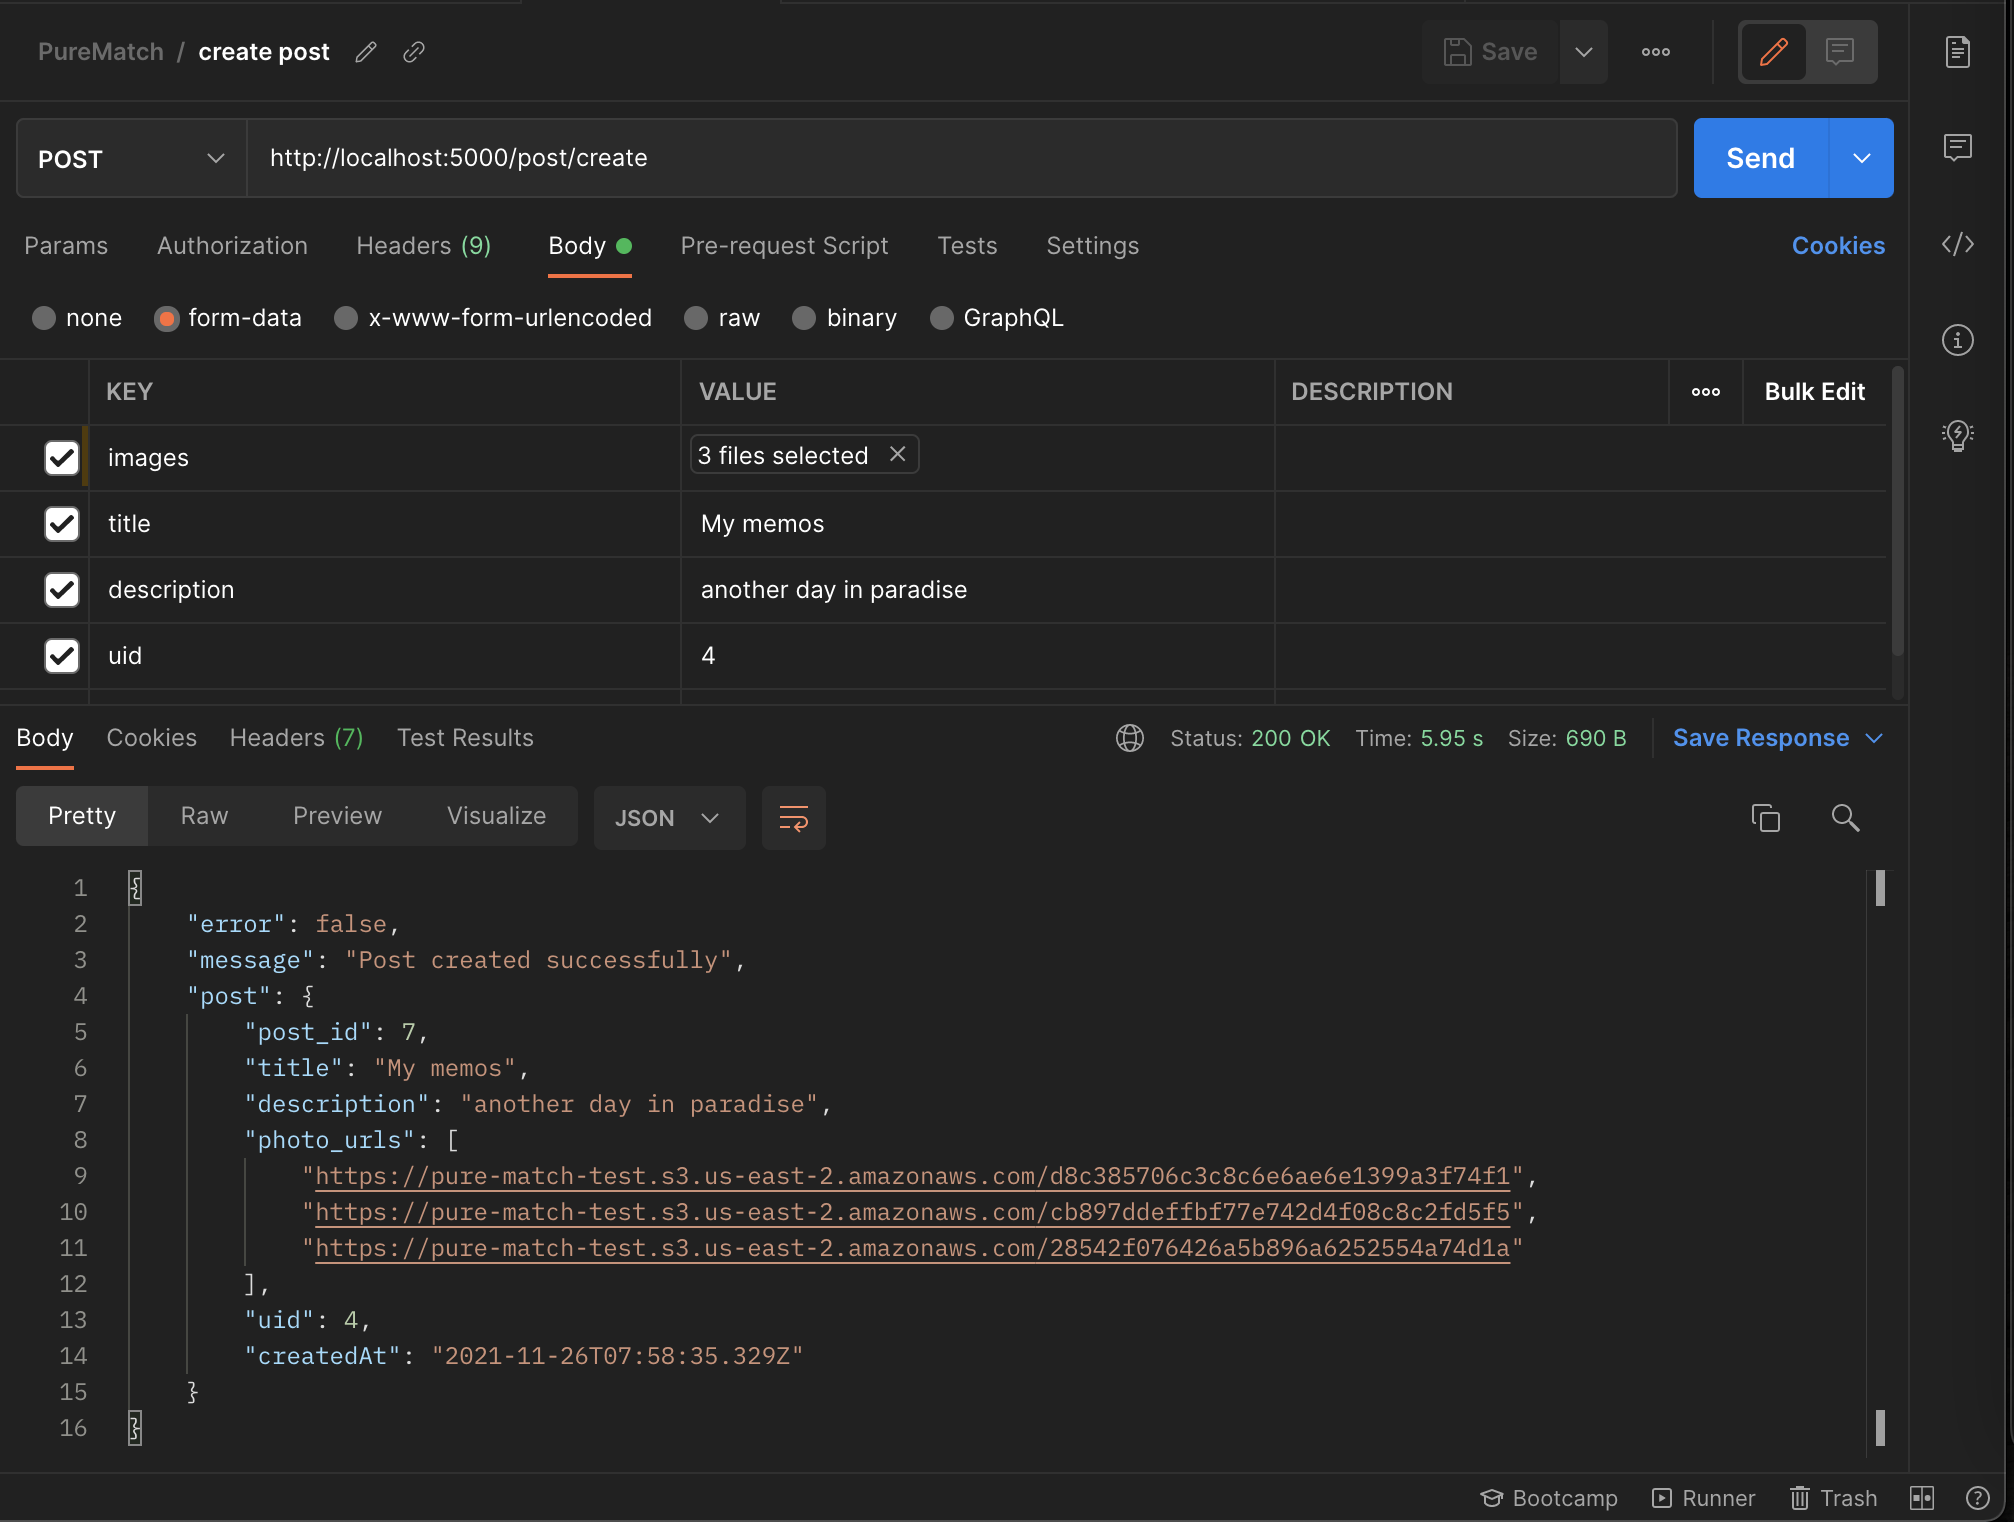 PureMatch / create post
Save
POST http://localhost:5000/post/create Send
Params Authorization Headers (9) Body Pre-request Script Tests Settings Cookies
none form-data x-www-form-urlencoded raw binary GraphQL
KEY VALUE DESCRIPTION ooo Bulk Edit
images 3 files selected
title My memos
description another day in paradise
uid 4
Body Cookies Headers (7) Test Results Status: 200 OK Time: 5.95 s Size: 690 B Save Response
Pretty Raw Preview Visualize JSON
1 {
2 "error": false,
3 "message": "Post created successfully",
4 "post": {
5 "post_id": 7,
6 "title": "My memos",
7 "description": "another day in paradise",
8 "photo_urls": [
9 "https://pure-match-test.s3.us-east-2.amazonaws.com/d8c385706c3c8c6e6ae6e1399a3f74f1",
10 "https://pure-match-test.s3.us-east-2.amazonaws.com/cb897ddeffbf77e742d4f08c8c2fd5f5",
11 "https://pure-match-test.s3.us-east-2.amazonaws.com/28542f076426a5b896a6252554a74d1a"
12 ],
13 "uid": 4,
14 "createdAt": "2021-11-26T07:58:35.329Z"
15 }
16 }
Bootcamp Runner Trash